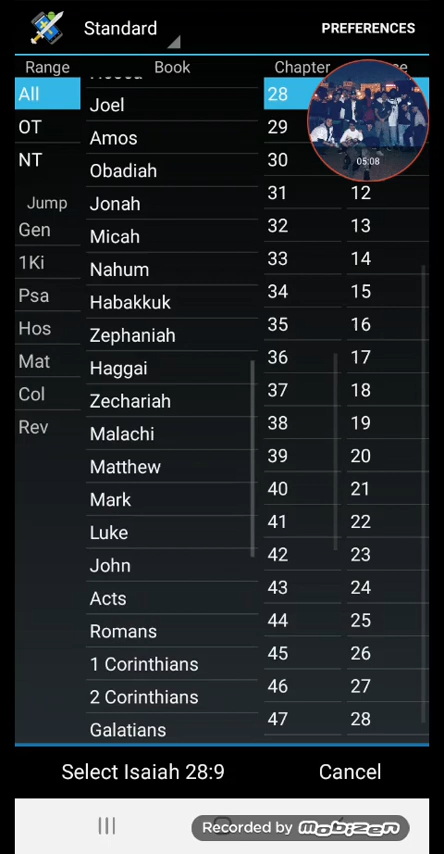 Standard
PREFERENCES
Range Book Chapter
All 28
Joel 29
OT Amos 30
NT Obadiah 31 12
Jump Jonah 32 13
Gen Micah 33 14
1Ki Nahum 34 15
Psa Habakkuk 35 16
Hos Zephaniah 36 17
Mat Haggai 37 18
Col Zechariah 38 19
Rev Malachi 39 20
Matthew 40 21
Mark 41 22
Luke 42 23
John 43 24
Acts 44 25
Romans 45 26
1 Corinthians 46 27
2 Corinthians 47 28
Galatians
05:08
Select Isaiah 28:9 Cancel
Recorded by MOBIZEN